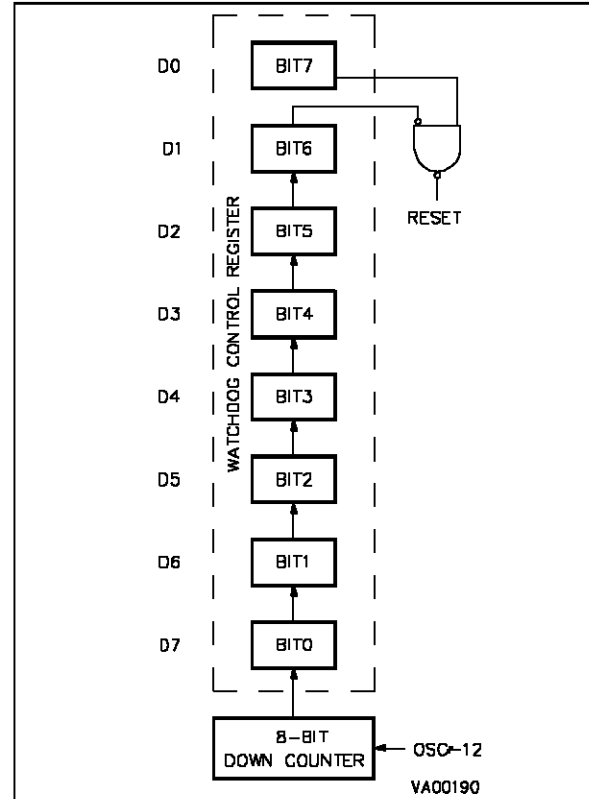 D0 BIT7
D1 BIT6
RESET
D2 BIT5
D3 BIT4
D4 BIT3
D5 BIT2
D6 BIT1
D7 BIT0
WATCHDOG CONTROL REGISTER
8-BIT
DOWN COUNTER
OSC÷12
VA00190